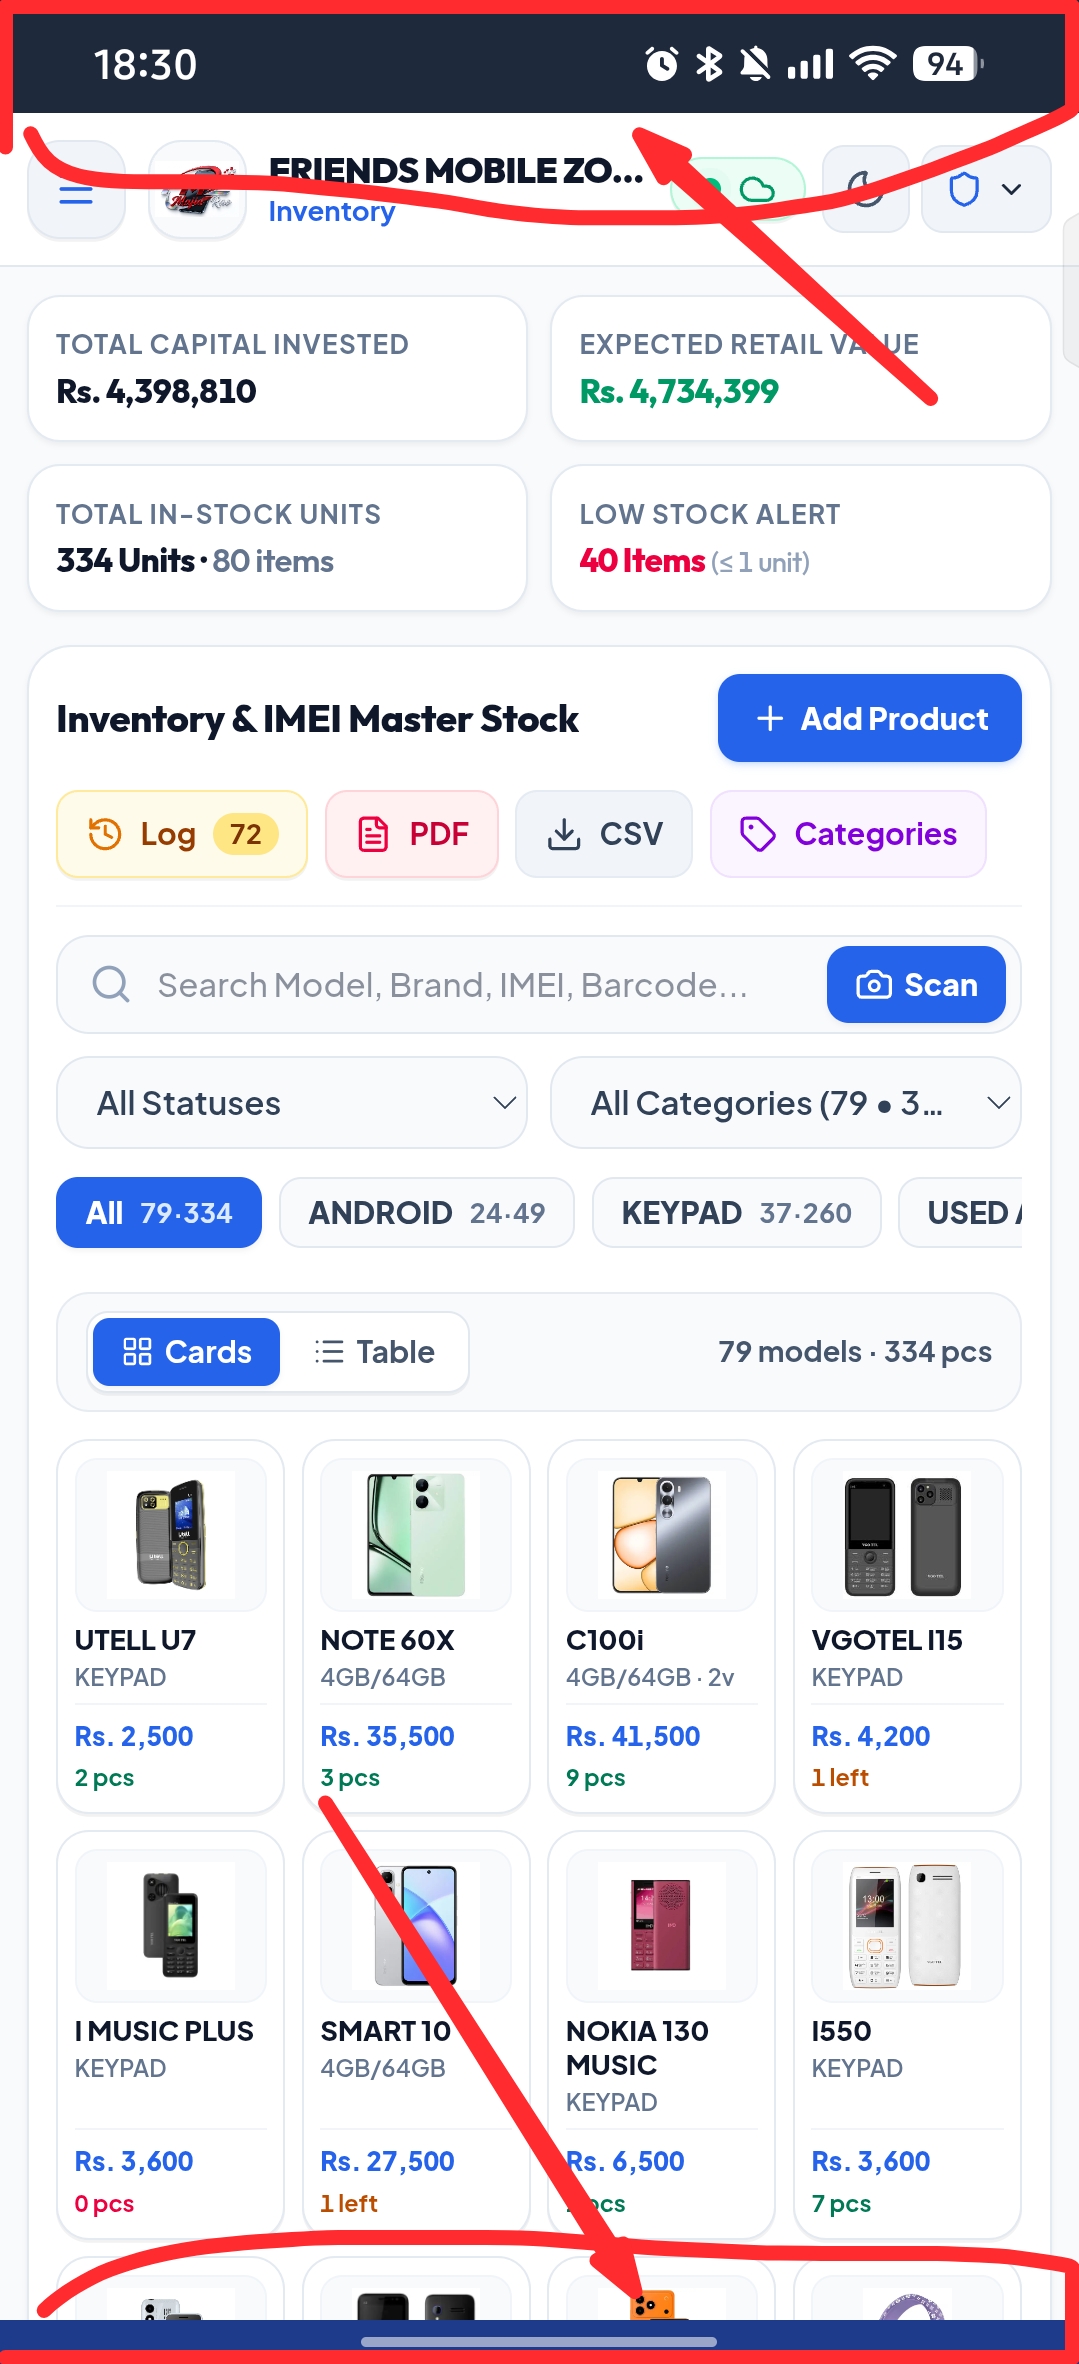 18:30
94
FRIENDS MOBILE ZO...
Inventory
TOTAL CAPITAL INVESTED
Rs. 4,398,810
EXPECTED RETAIL VALUE
Rs. 4,734,399
TOTAL IN-STOCK UNITS
334 Units · 80 items
LOW STOCK ALERT
40 Items (≤ 1 unit)
Inventory & IMEI Master Stock
+ Add Product
Log 72
PDF
CSV
Categories
Search Model, Brand, IMEI, Barcode...
Scan
All Statuses
All Categories (79 • 3...
All 79·334
ANDROID 24·49
KEYPAD 37·260
USED
Cards
Table
79 models · 334 pcs
UTELL U7
KEYPAD
Rs. 2,500
2 pcs
NOTE 60X
4GB/64GB
Rs. 35,500
3 pcs
C100i
4GB/64GB · 2v
Rs. 41,500
9 pcs
VGOTEL I15
KEYPAD
Rs. 4,200
1 left
I MUSIC PLUS
KEYPAD
Rs. 3,600
0 pcs
SMART 10
4GB/64GB
Rs. 27,500
1 left
NOKIA 130
MUSIC
KEYPAD
Rs. 6,500
pcs
I550
KEYPAD
Rs. 3,600
7 pcs